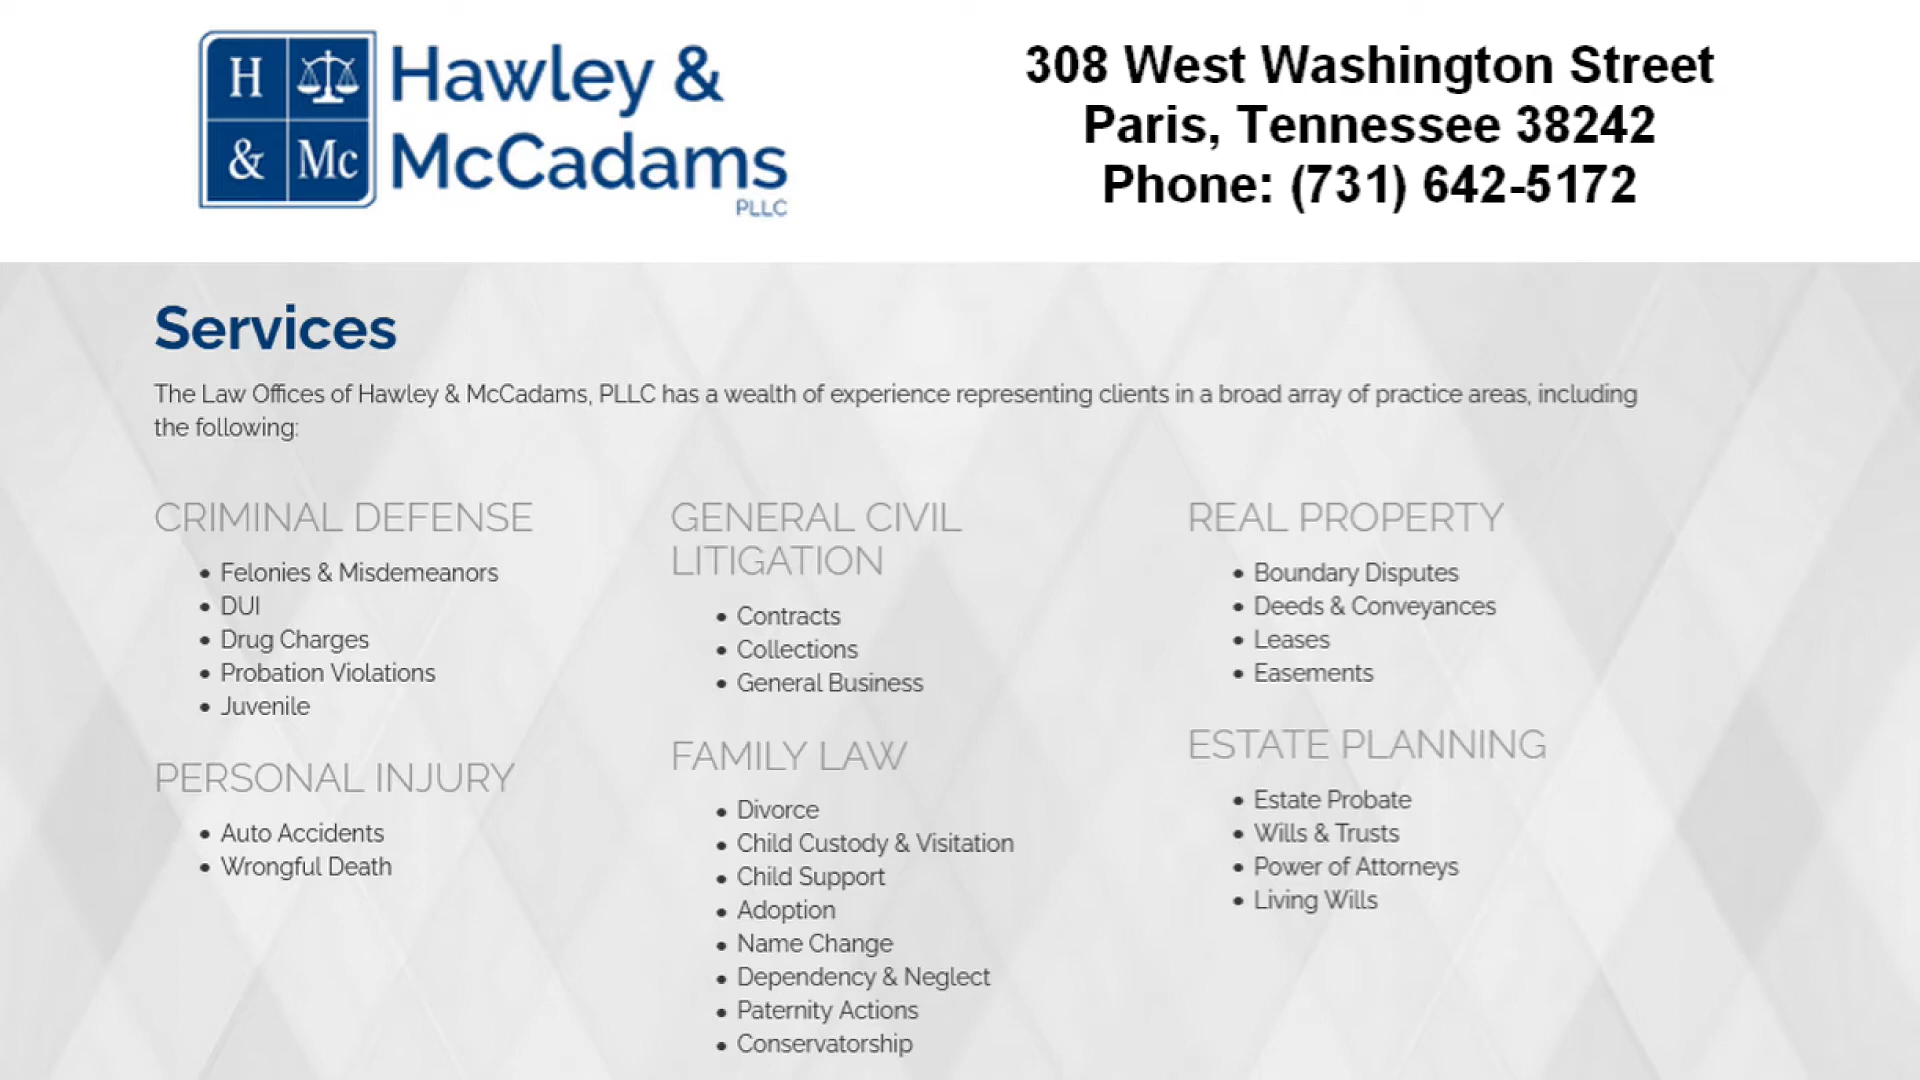 H
& Mc
Hawley &
McCadams
PLLC
308 West Washington Street
Paris, Tennessee 38242
Phone: (731) 642-5172
Services
The Law Offices of Hawley & McCadams, PLLC has a wealth of experience representing clients in a broad array of practice areas, including
the following:
CRIMINAL DEFENSE
• Felonies & Misdemeanors
• DUI
• Drug Charges
• Probation Violations
• Juvenile
PERSONAL INJURY
• Auto Accidents
• Wrongful Death
GENERAL CIVIL
LITIGATION
• Contracts
• Collections
• General Business
FAMILY LAW
• Divorce
• Child Custody & Visitation
• Child Support
• Adoption
• Name Change
• Dependency & Neglect
• Paternity Actions
• Conservatorship
REAL PROPERTY
• Boundary Disputes
• Deeds & Conveyances
• Leases
• Easements
ESTATE PLANNING
• Estate Probate
• Wills & Trusts
• Power of Attorneys
• Living Wills